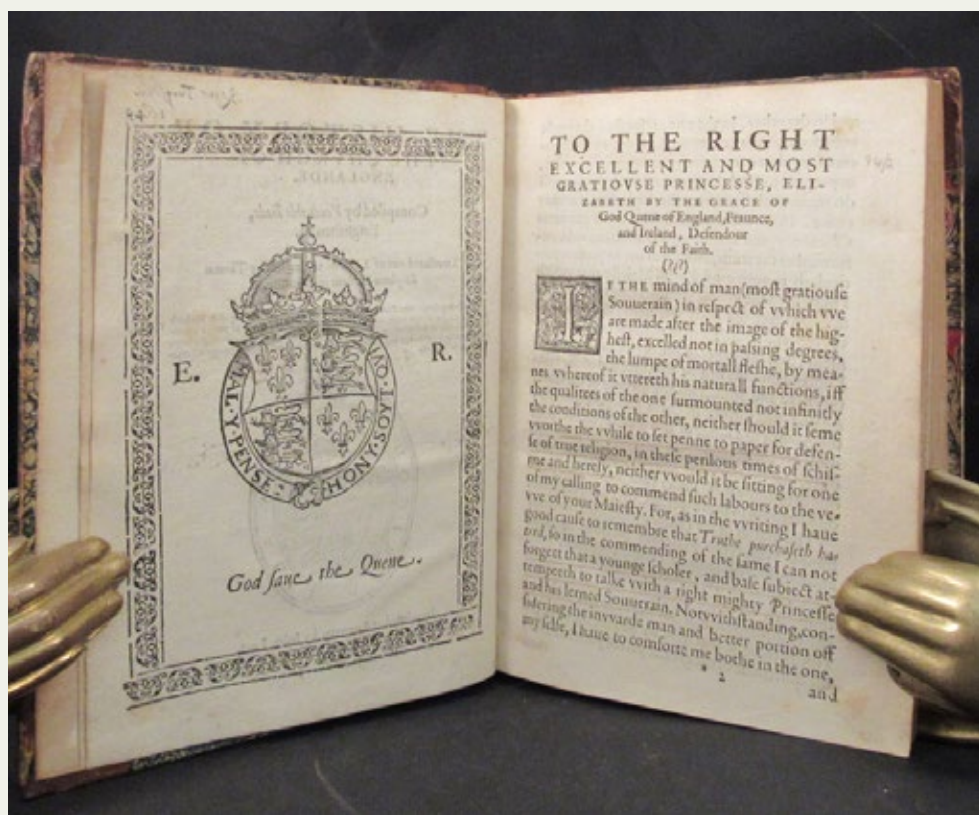 E. R.
HONY · SOYT · QVI · MAL · Y · PENSE
God ſaue the Quene.
TO THE RIGHT
EXCELLENT AND MOST
GRATIOVSE PRINCESSE, ELI-
ZABETH BY THE GRACE OF
God Quene of England, Fraunce,
and Ireland, Defendour
of the Faith.
(?¿?)
IF THE mind of man (moſt gratiouſe
Souuerain) in reſpect of vvhich vve
are made after the image of the hig-
heſt, excelled not in paſsing degrees,
the lumpe of mortall fleſhe, by mea-
nes vvhereof it vttereth his naturall functions, iff
the qualitees of the one ſurmounted not infinitly
the conditions of the other, neither ſhould it ſeme
vvorthe the vvhile to ſet penne to paper for defen-
ſe of true religion, in theſe perilous times of ſchiſ-
me and hereſy, neither vvould it be fitting for one
of my calling to commend ſuch labours to the ve-
vve of your Maieſty. For, as in the vvriting I haue
good cauſe to remembre that Truthe purchaſeth ha-
tred, ſo in the commending of the ſame I can not
forgett that a younge ſcholer, and baſe ſubiect at-
tempteth to talke vvith a right mighty Princeſſe
and his lerned Souuerain. Notvvithſtanding, con-
ſidering the invvarde man and better portion off
my ſelfe, I haue to comforte me bothe in the one,
* 2
and